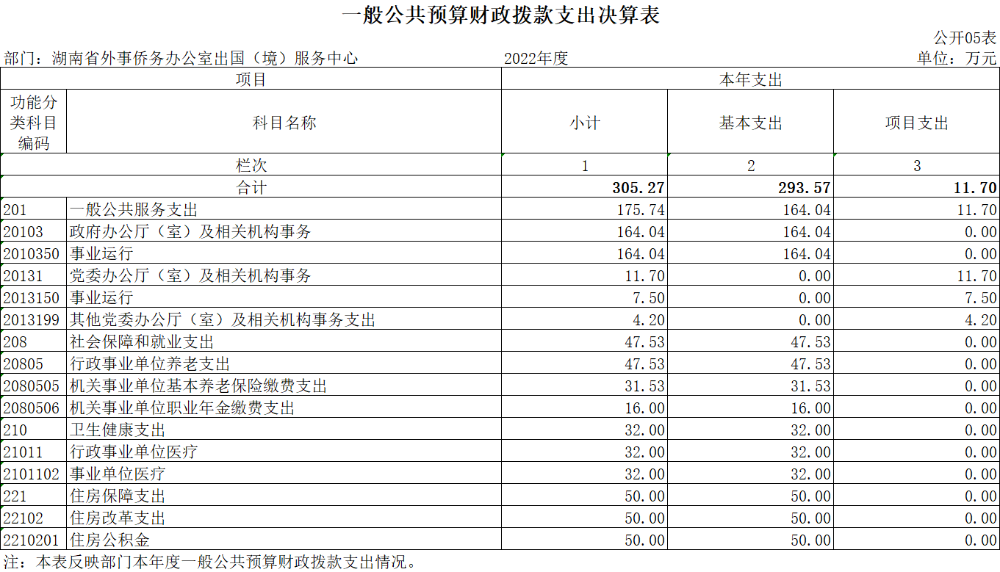 一般公共预算财政拨款支出决算表
公开05表
部门：湖南省外事侨务办公室出国（境）服务中心 2022年度 单位：万元
项目 本年支出
功能分类科目编码 科目名称 小计 基本支出 项目支出
栏次 1 2 3
合计 305.27 293.57 11.70
201 一般公共服务支出 175.74 164.04 11.70
20103 政府办公厅（室）及相关机构事务 164.04 164.04 0.00
2010350 事业运行 164.04 164.04 0.00
20131 党委办公厅（室）及相关机构事务 11.70 0.00 11.70
2013150 事业运行 7.50 0.00 7.50
2013199 其他党委办公厅（室）及相关机构事务支出 4.20 0.00 4.20
208 社会保障和就业支出 47.53 47.53 0.00
20805 行政事业单位养老支出 47.53 47.53 0.00
2080505 机关事业单位基本养老保险缴费支出 31.53 31.53 0.00
2080506 机关事业单位职业年金缴费支出 16.00 16.00 0.00
210 卫生健康支出 32.00 32.00 0.00
21011 行政事业单位医疗 32.00 32.00 0.00
2101102 事业单位医疗 32.00 32.00 0.00
221 住房保障支出 50.00 50.00 0.00
22102 住房改革支出 50.00 50.00 0.00
2210201 住房公积金 50.00 50.00 0.00
注：本表反映部门本年度一般公共预算财政拨款支出情况。